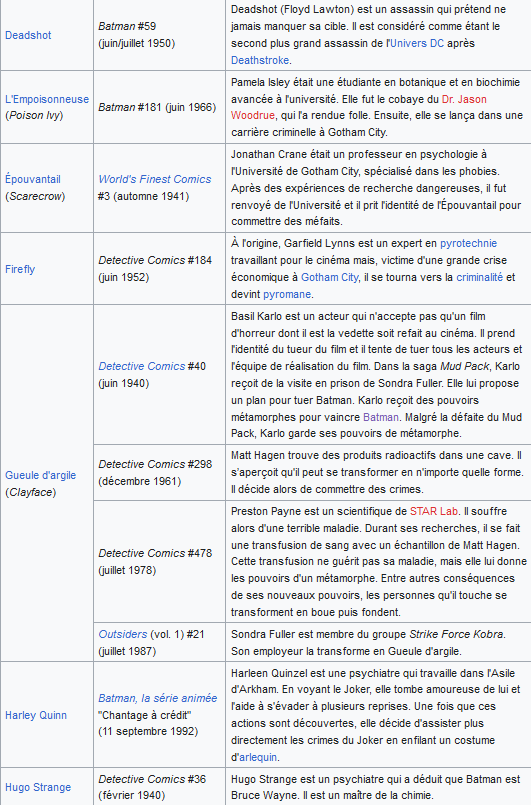 Deadshot
Batman #59
(juin/juillet 1950)
Deadshot (Floyd Lawton) est un assassin qui prétend ne
jamais manquer sa cible. Il est considéré comme étant le
second plus grand assassin de l'Univers DC après
Deathstroke.
L'Empoisonneuse
(Poison Ivy)
Batman #181 (juin 1966)
Pamela Isley était une étudiante en botanique et en biochimie
avancée à l'université. Elle fut le cobaye du Dr. Jason
Woodrue, qui l'a rendue folle. Ensuite, elle se lança dans une
carrière criminelle à Gotham City.
Épouvantail
(Scarecrow)
World's Finest Comics
#3 (automne 1941)
Jonathan Crane était un professeur en psychologie à
l'Université de Gotham City, spécialisé dans les phobies.
Après des expériences de recherche dangereuses, il fut
renvoyé de l'Université et il prit l'identité de l'Épouvantail pour
commettre des méfaits.
Firefly
Detective Comics #184
(juin 1952)
À l'origine, Garfield Lynns est un expert en pyrotechnie
travaillant pour le cinéma mais, victime d'une grande crise
économique à Gotham City, il se tourna vers la criminalité et
devint pyromane.
Gueule d'argile
(Clayface)
Detective Comics #40
(juin 1940)
Basil Karlo est un acteur qui n'accepte pas qu'un film
d'horreur dont il est la vedette soit refait au cinéma. Il prend
l'identité du tueur du film et il tente de tuer tous les acteurs et
l'équipe de réalisation du film. Dans la saga Mud Pack, Karlo
reçoit de la visite en prison de Sondra Fuller. Elle lui propose
un plan pour tuer Batman. Karlo reçoit des pouvoirs
métamorphes pour vaincre Batman. Malgré la défaite du Mud
Pack, Karlo garde ses pouvoirs de métamorphe.
Detective Comics #298
(décembre 1961)
Matt Hagen trouve des produits radioactifs dans une cave. Il
s'aperçoit qu'il peut se transformer en n'importe quelle forme.
Il décide alors de commettre des crimes.
Detective Comics #478
(juillet 1978)
Preston Payne est un scientifique de STAR Lab. Il souffre
alors d'une terrible maladie. Durant ses recherches, il se fait
une transfusion de sang avec un échantillon de Matt Hagen.
Cette transfusion ne guérit pas sa maladie, mais elle lui donne
les pouvoirs d'un métamorphe. Entre autres conséquences
de ses nouveaux pouvoirs, les personnes qu'il touche se
transforment en boue puis fondent.
Outsiders (vol. 1) #21
(juillet 1987)
Sondra Fuller est membre du groupe Strike Force Kobra.
Son employeur la transforme en Gueule d'argile.
Harley Quinn
Batman, la série animée
"Chantage à crédit"
(11 septembre 1992)
Harleen Quinzel est une psychiatre qui travaille dans l'Asile
d'Arkham. En voyant le Joker, elle tombe amoureuse de lui et
l'aide à s'évader à plusieurs reprises. Une fois que ces
actions sont découvertes, elle décide d'assister plus
directement les crimes du Joker en enfilant un costume
d'arlequin.
Hugo Strange
Detective Comics #36
(février 1940)
Hugo Strange est un psychiatre qui a déduit que Batman est
Bruce Wayne. Il est un maître de la chimie.